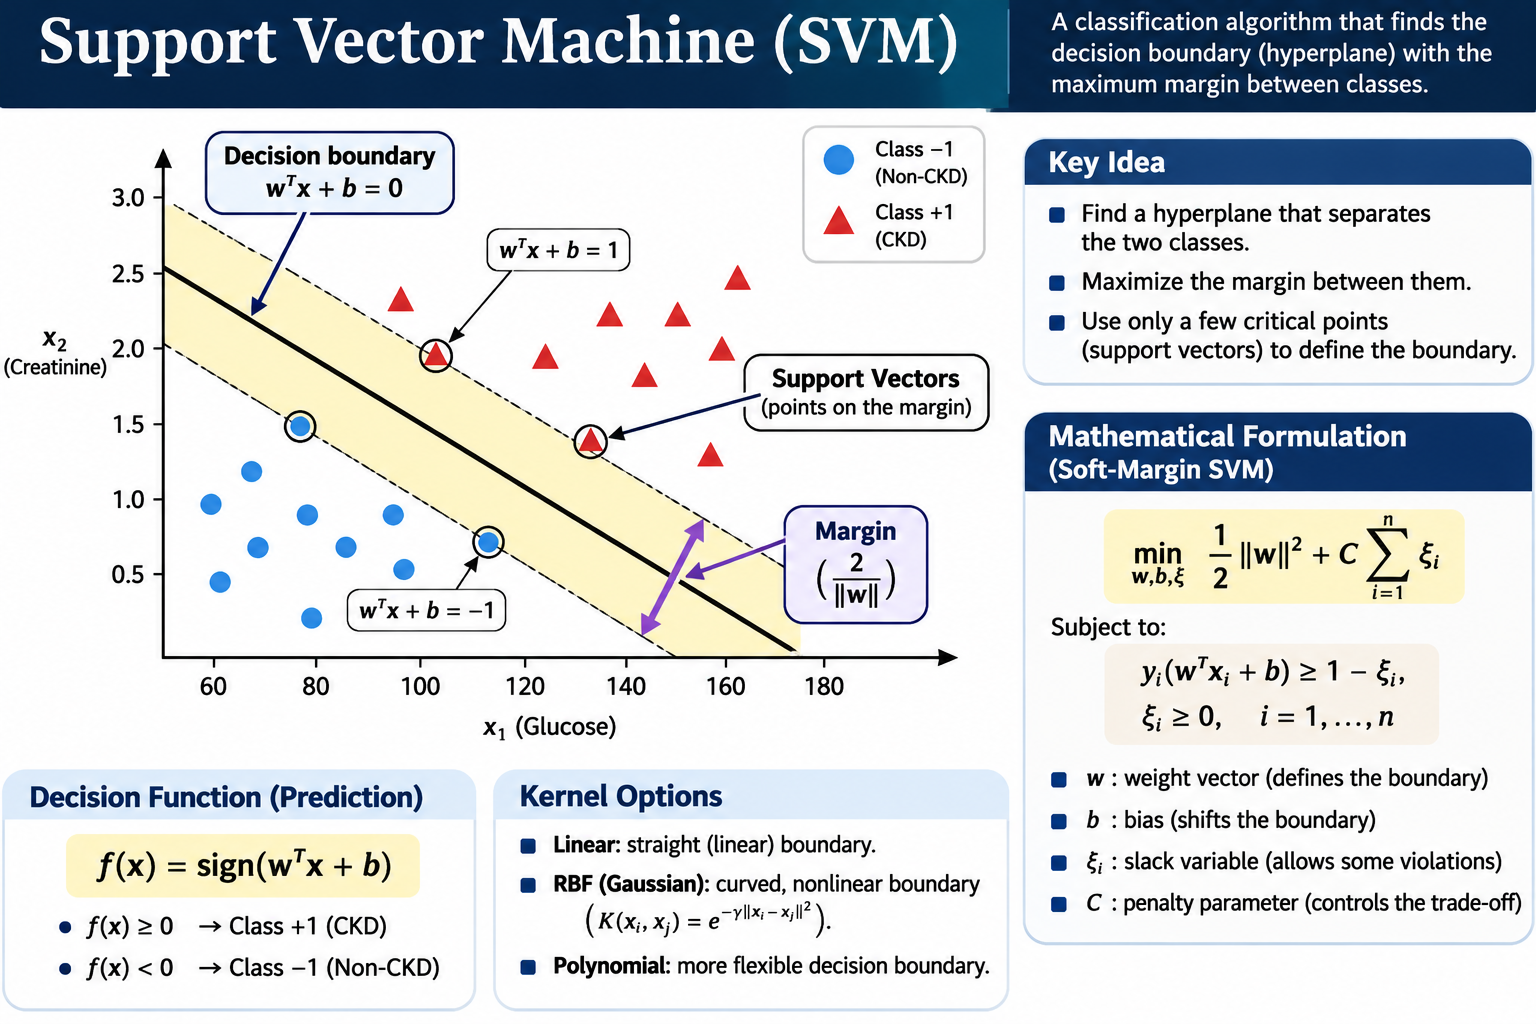 Support Vector Machine (SVM)
A classification algorithm that finds the
decision boundary (hyperplane) with the
maximum margin between classes.
Decision boundary
wᵀx + b = 0
wᵀx + b = 1
Class −1
(Non-CKD)
Class +1
(CKD)
Support Vectors
(points on the margin)
Margin
(2/‖w‖)
wᵀx + b = −1
3.0
2.5
2.0
1.5
1.0
0.5
x₂
(Creatinine)
60 80 100 120 140 160 180
x₁ (Glucose)
Key Idea
Find a hyperplane that separates
the two classes.
Maximize the margin between them.
Use only a few critical points
(support vectors) to define the boundary.
Mathematical Formulation
(Soft-Margin SVM)
min w,b,ξ 1/2 ‖w‖² + C ∑ i=1 n ξᵢ
Subject to:
yᵢ(wᵀxᵢ + b) ≥ 1 − ξᵢ,
ξᵢ ≥ 0, i = 1,…,n
w : weight vector (defines the boundary)
b : bias (shifts the boundary)
ξᵢ : slack variable (allows some violations)
C : penalty parameter (controls the trade-off)
Decision Function (Prediction)
f(x) = sign(wᵀx + b)
• f(x) ≥ 0 → Class +1 (CKD)
• f(x) < 0 → Class −1 (Non-CKD)
Kernel Options
Linear: straight (linear) boundary.
RBF (Gaussian): curved, nonlinear boundary
(K(xᵢ, xⱼ) = e^(−γ‖xᵢ−xⱼ‖²)).
Polynomial: more flexible decision boundary.